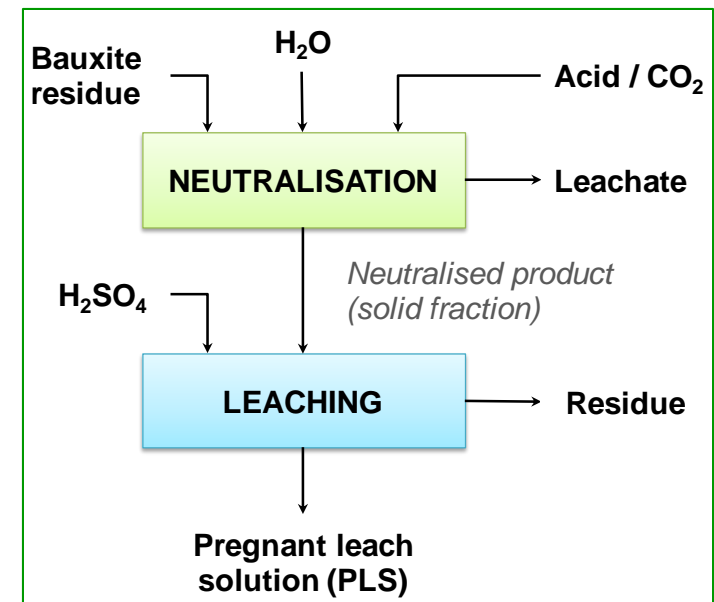 H₂O
Bauxite
residue
Acid / CO₂
NEUTRALISATION
Leachate
Neutralised product
(solid fraction)
H₂SO₄
LEACHING
Residue
Pregnant leach
solution (PLS)